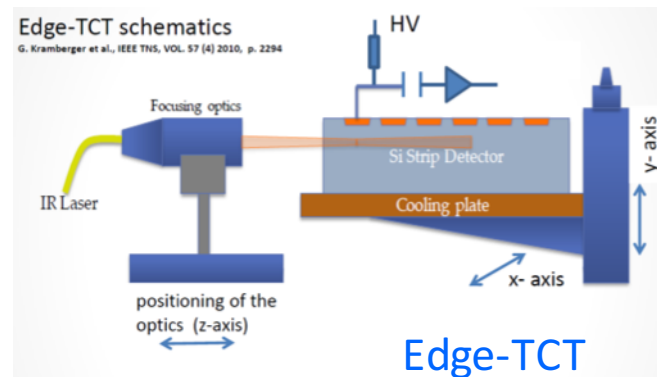 Edge-TCT schematics
G. Kramberger et al., IEEE TNS, VOL. 57 (4) 2010, p. 2294
HV
Focusing optics
Si Strip Detector
IR Laser
Cooling plate
y- axis
x- axis
positioning of the
optics (z-axis)
Edge-TCT